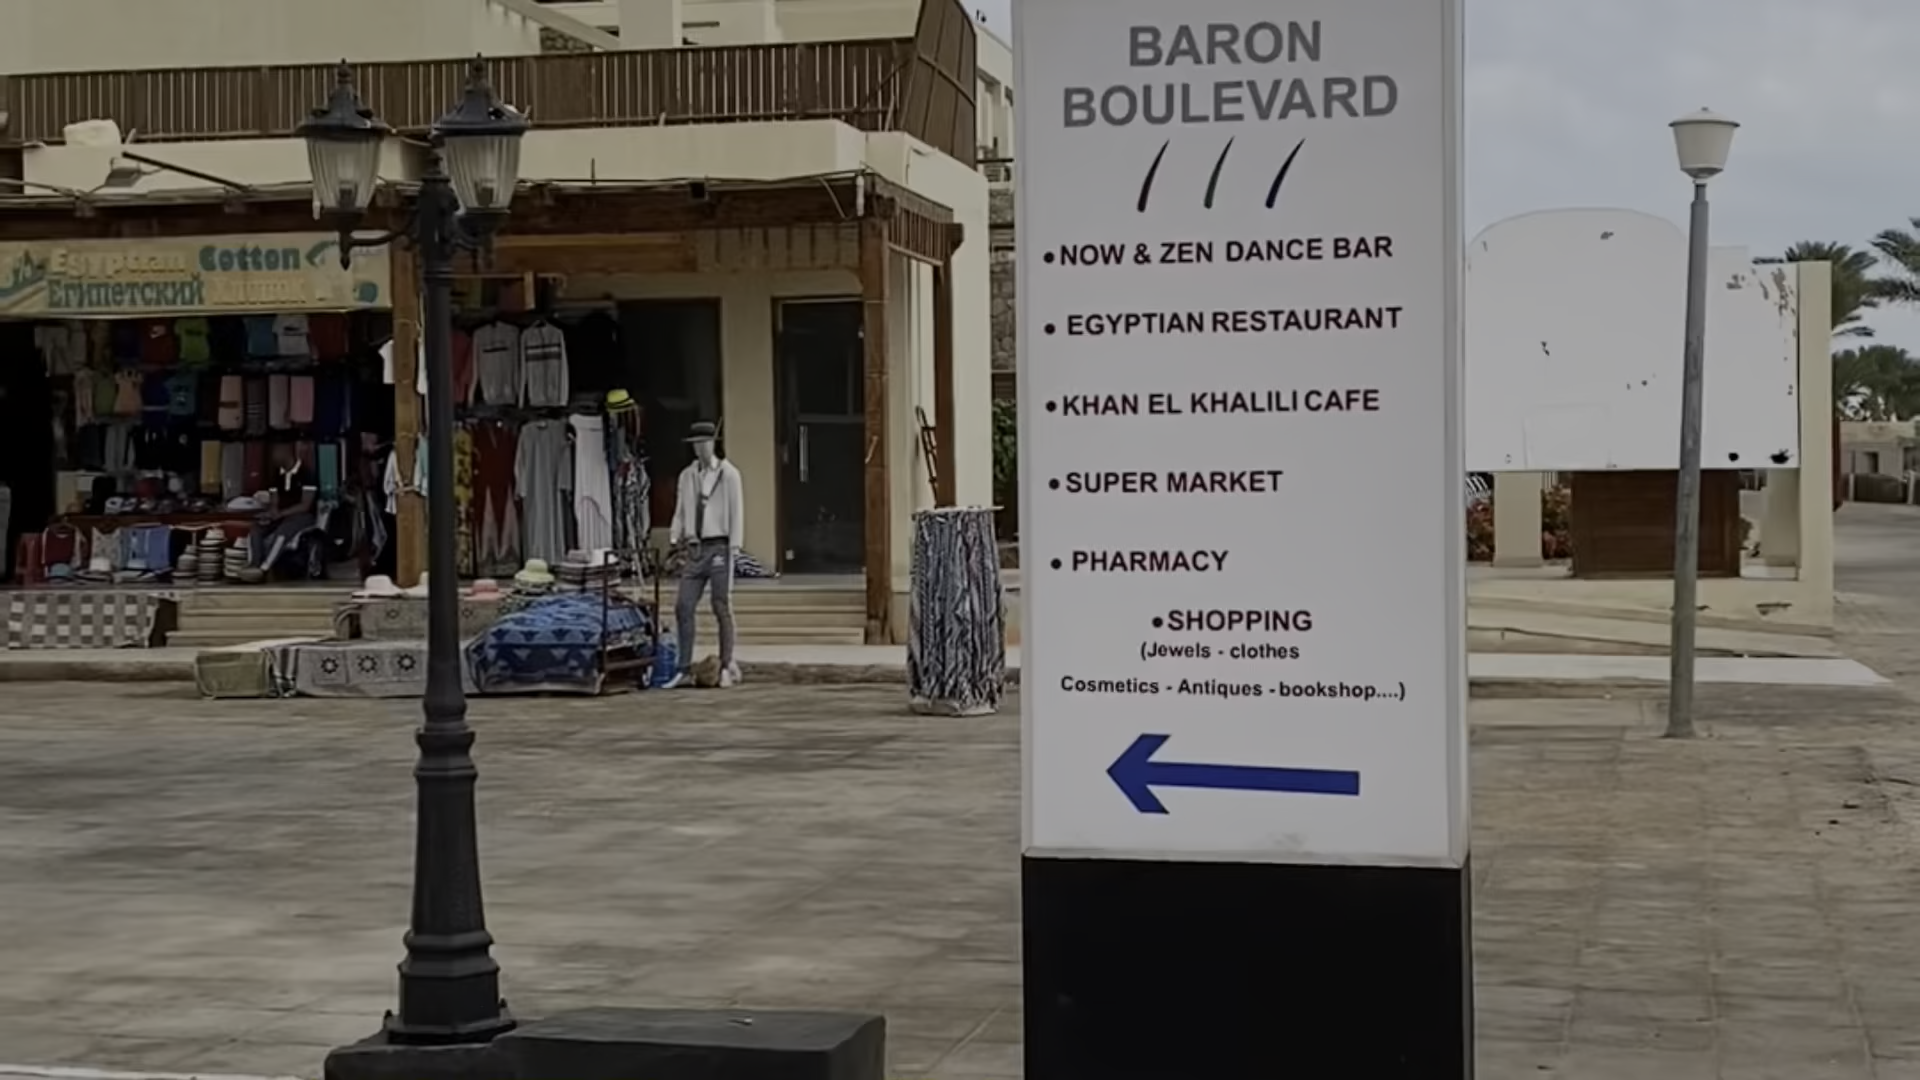 Egyptian Cotton
Египетский
BARON
BOULEVARD
•NOW & ZEN DANCE BAR
• EGYPTIAN RESTAURANT
•KHAN EL KHALILI CAFE
•SUPER MARKET
• PHARMACY
•SHOPPING
(Jewels - clothes
Cosmetics - Antiques - bookshop....)